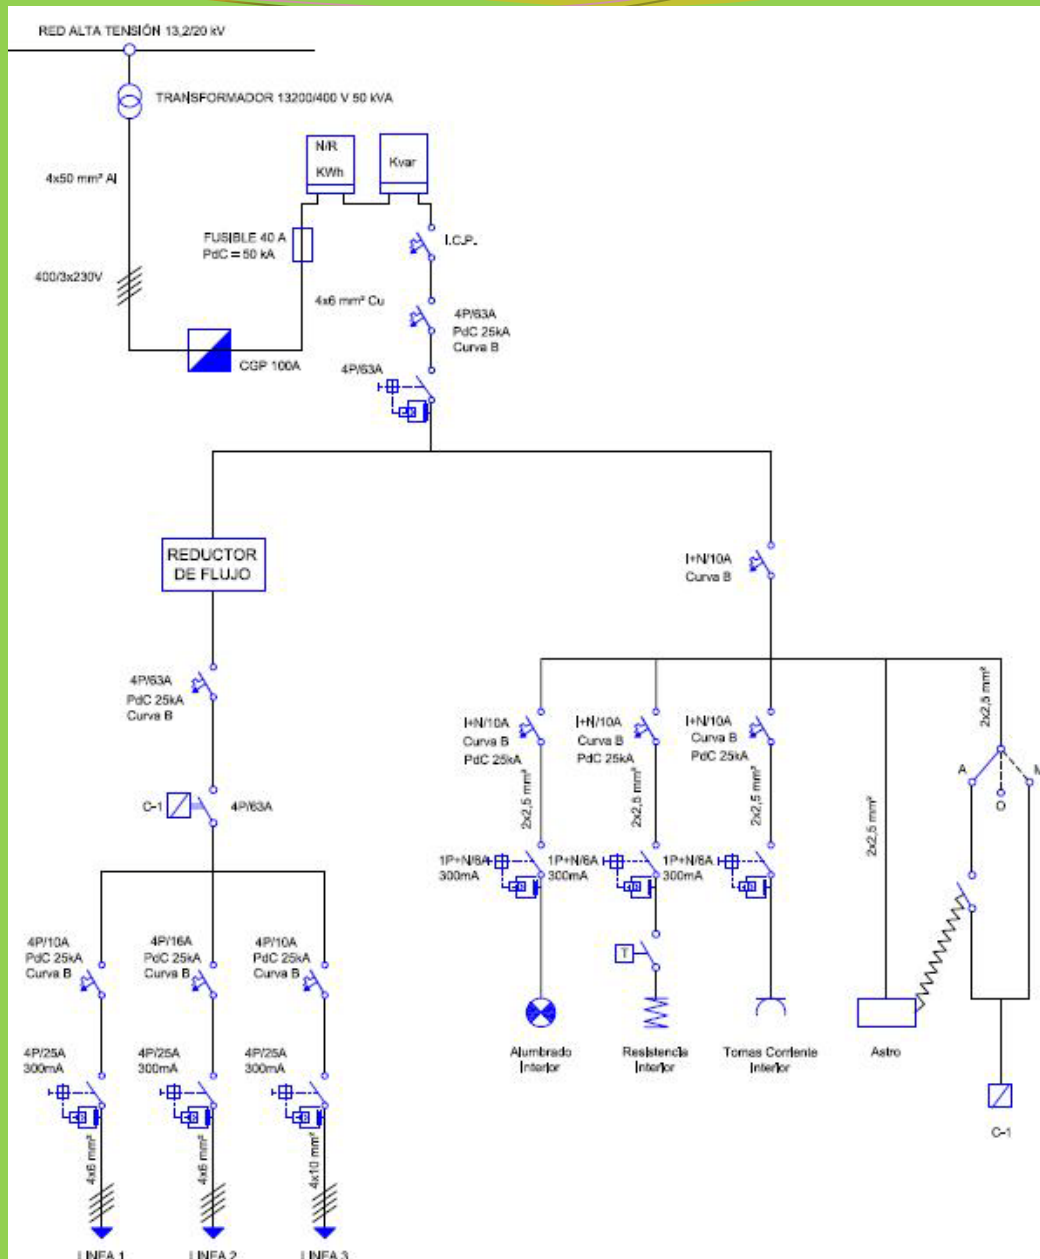 RED ALTA TENSIÓN 13,2/20 kV
TRANSFORMADOR 13200/400 V 50 kVA
4x50 mm² Al
N/R
KWh
Kvar
FUSIBLE 40 A
PdC = 50 kA
I.C.P.
400/3x230V
4x6 mm² Cu
4P/63A
PdC 25kA
Curva B
CGP 100A
4P/63A
REDUCTOR
DE FLUJO
I+N/10A
Curva B
4P/63A
PdC 25kA
Curva B
C-1
4P/63A
I+N/10A
Curva B
PdC 25kA
I+N/10A
Curva B
PdC 25kA
I+N/10A
Curva B
PdC 25kA
2x2,5 mm²
2x2,5 mm²
2x2,5 mm²
2x2,5 mm²
2x2,5 mm²
A
O
M
1P+N/6A
300mA
1P+N/6A
300mA
1P+N/6A
300mA
T
4P/10A
PdC 25kA
Curva B
4P/16A
PdC 25kA
Curva B
4P/10A
PdC 25kA
Curva B
Alumbrado
Interior
Resistencia
Interior
Tomas Corriente
Interior
Astro
C-1
4P/25A
300mA
4P/25A
300mA
4P/25A
300mA
4x6 mm²
4x6 mm²
4x10 mm²
LINEA 1
LINEA 2
LINEA 3